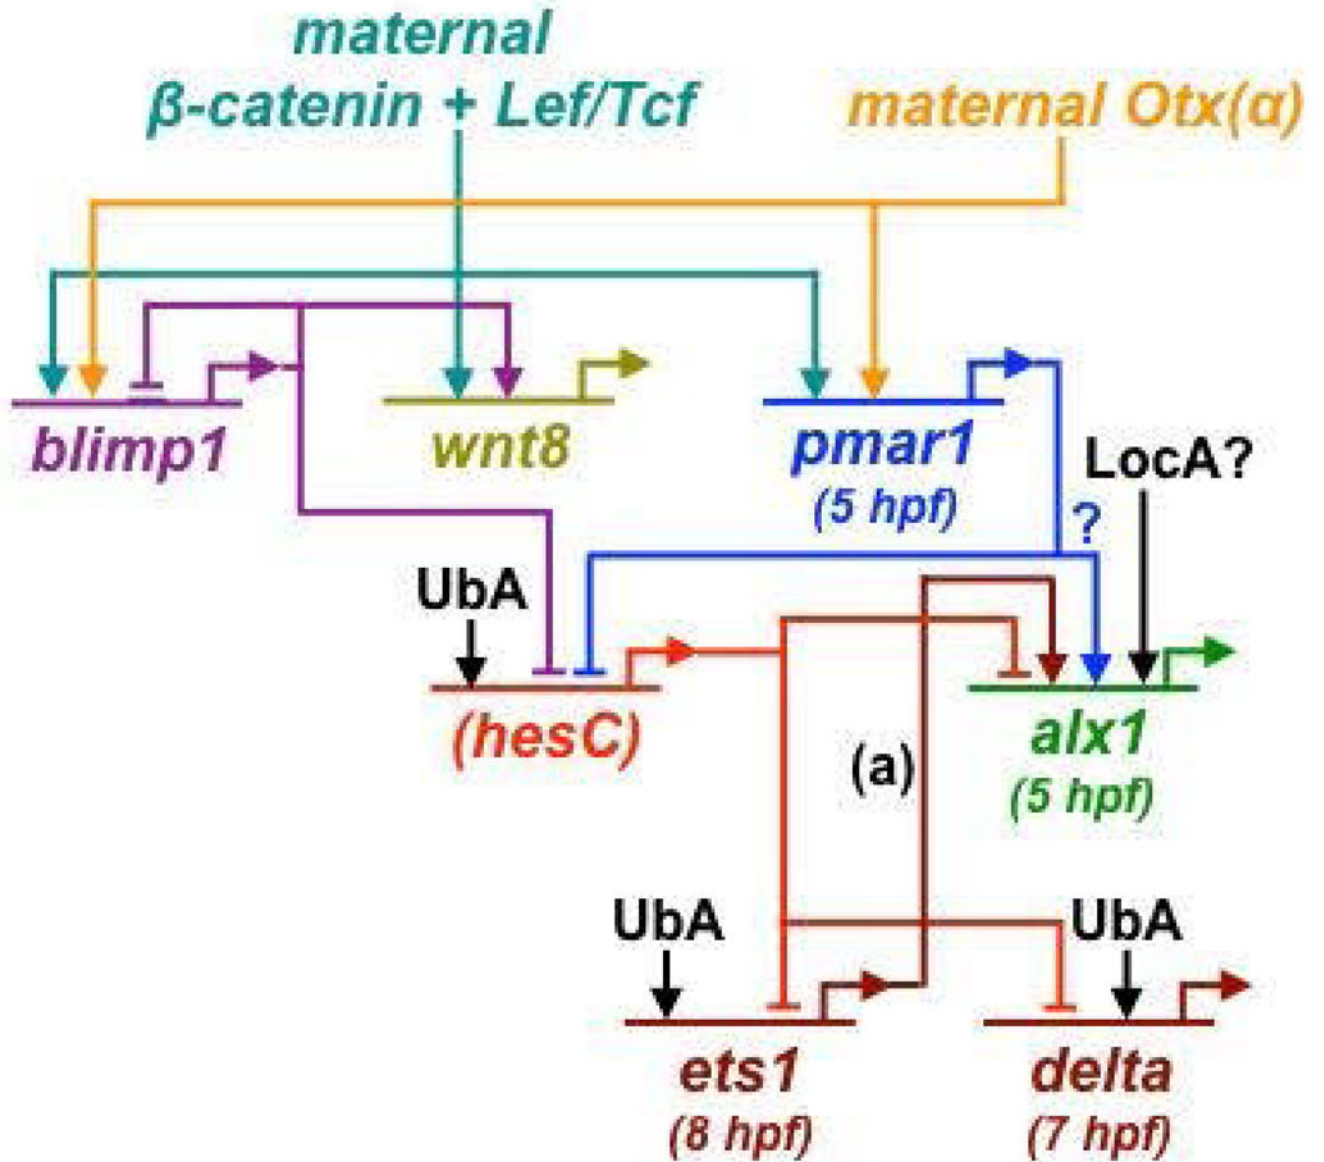 maternal
β-catenin + Lef/Tcf
maternal Otx(α)
blimp1
wnt8
pmar1
(5 hpf)
LocA?
?
UbA
(hesC)
alx1
(5 hpf)
(a)
UbA
UbA
ets1
(8 hpf)
delta
(7 hpf)